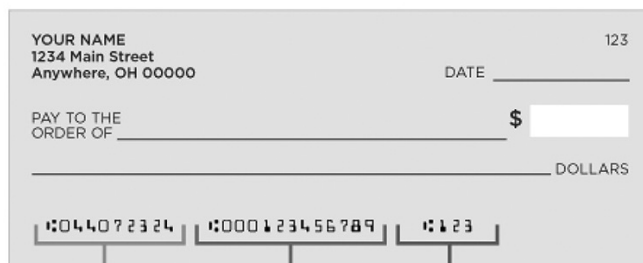 YOUR NAME 123
1234 Main Street
Anywhere, OH 00000
DATE
PAY TO THE
ORDER OF $
DOLLARS
⑆044072324 ⑆000123456789 ⑆123